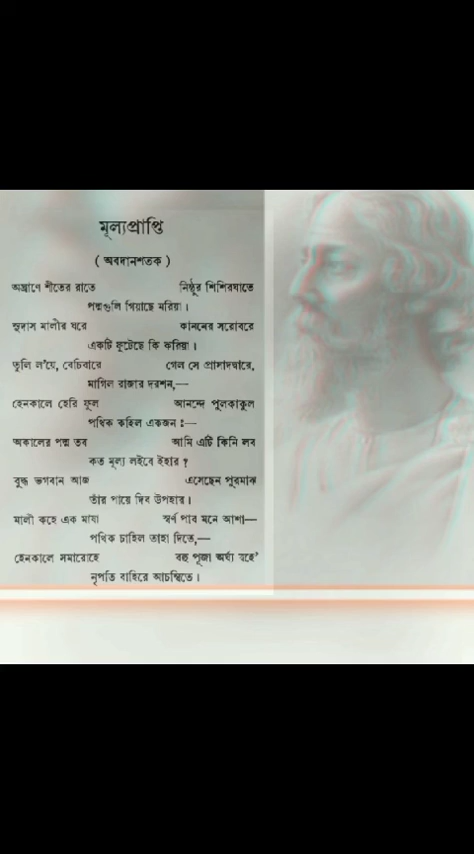 মূল্যপ্রাপ্তি
( অবদানশতক )
অঘ্রাণে শীতের রাতে নিষ্ঠুর শিশিরঘাতে
পদ্মগুলি গিয়াছে মরিয়া।
সুদাস মালীর ঘরে কাননের সরোবরে
একটি ফুটেছে কি করিয়া।
তুলি ল'য়ে, বেচিবারে গেল সে প্রাসাদদ্বারে,
মাগিল রাজার দরশন,—
হেনকালে হেরি ফুল আনন্দে পুলকাকুল
পথিক কহিল একজন :—
অকালের পদ্ম তব আমি এটি কিনি লব
কত মূল্য লইবে ইহার ?
বুদ্ধ ভগবান আজ এসেছেন পুরমাঝ
তাঁর পায়ে দিব উপহার।
মালী কহে এক মাষা স্বর্ণ পাব মনে আশা—
পথিক চাহিল তাহা দিতে,—
হেনকালে সমারোহে বহু পূজা অর্ঘ্য বহে'
নৃপতি বাহিরে আচম্বিতে।